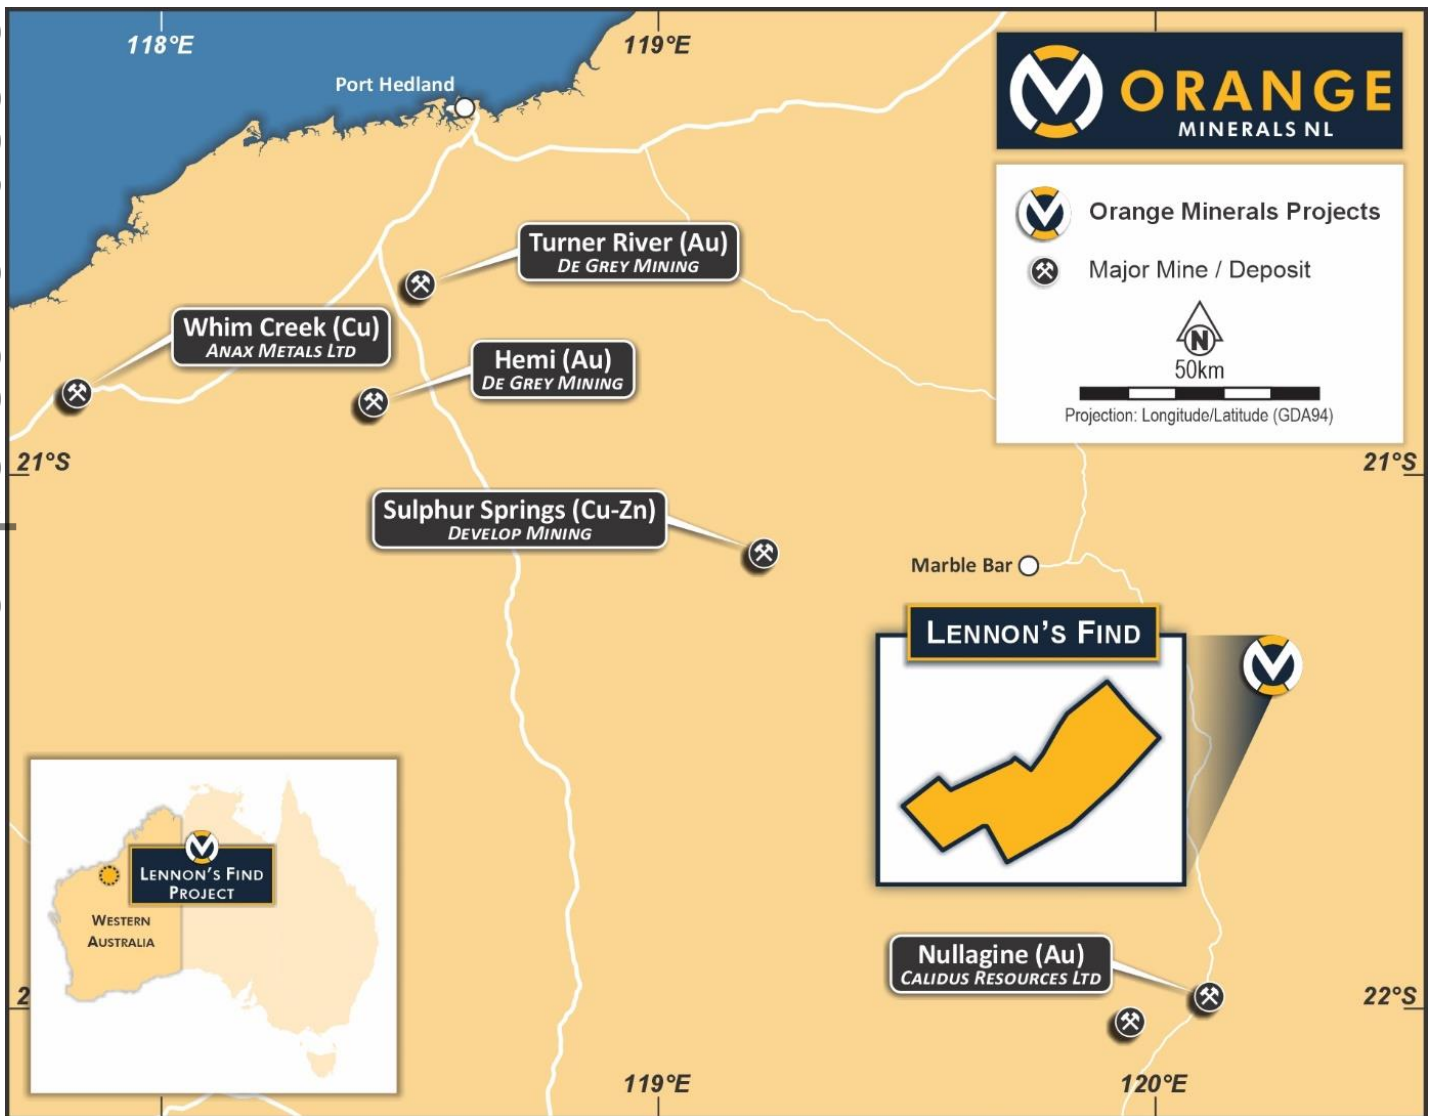 118°E
119°E
Port Hedland
ORANGE
MINERALS NL
Orange Minerals Projects
Major Mine / Deposit
N
50km
Projection: Longitude/Latitude (GDA94)
Turner River (Au)
DE GREY MINING
Whim Creek (Cu)
ANAX METALS LTD
Hemi (Au)
DE GREY MINING
21°S
21°S
Sulphur Springs (Cu-Zn)
DEVELOP MINING
Marble Bar
LENNON'S FIND
LENNON'S FIND
PROJECT
WESTERN
AUSTRALIA
Nullagine (Au)
CALIDUS RESOURCES LTD
2
22°S
119°E
120°E